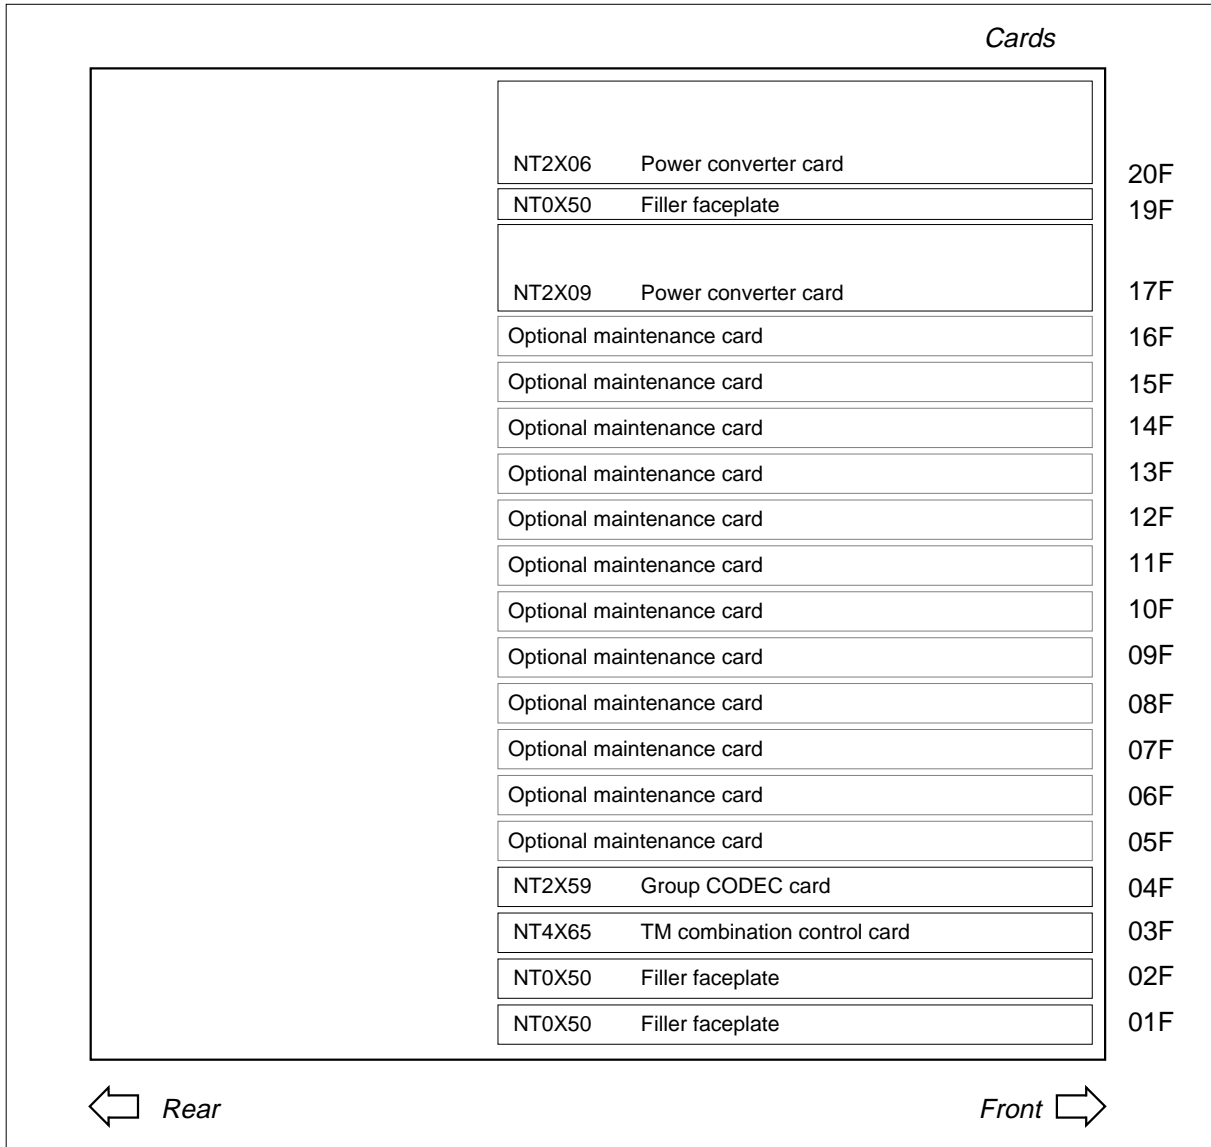 Cards
NT2X06 Power converter card 20F
NT0X50 Filler faceplate 19F
NT2X09 Power converter card 17F
Optional maintenance card 16F
Optional maintenance card 15F
Optional maintenance card 14F
Optional maintenance card 13F
Optional maintenance card 12F
Optional maintenance card 11F
Optional maintenance card 10F
Optional maintenance card 09F
Optional maintenance card 08F
Optional maintenance card 07F
Optional maintenance card 06F
Optional maintenance card 05F
NT2X59 Group CODEC card 04F
NT4X65 TM combination control card 03F
NT0X50 Filler faceplate 02F
NT0X50 Filler faceplate 01F
Rear Front